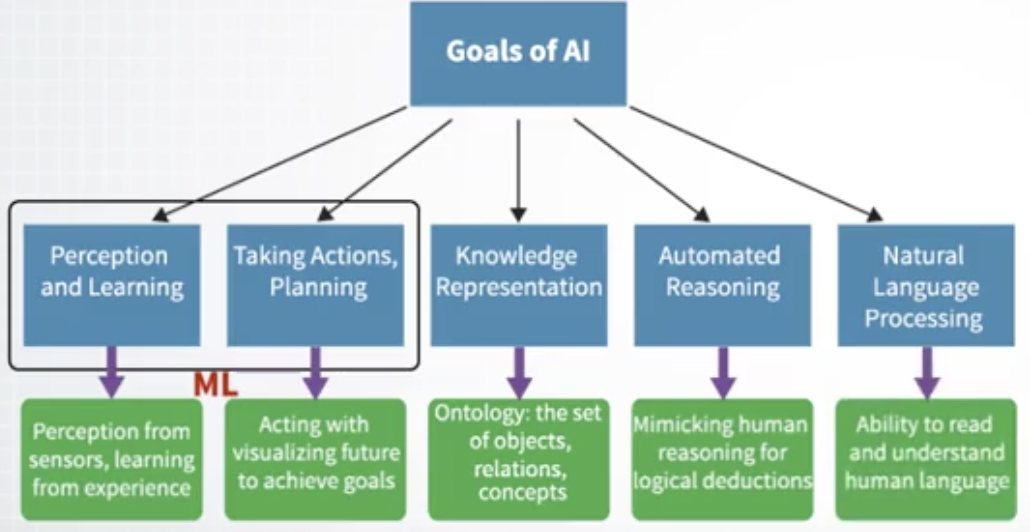 Goals of AI
Perception
and Learning
Taking Actions,
Planning
Knowledge
Representation
Automated
Reasoning
Natural
Language
Processing
ML
Perception from
sensors, learning
from experience
Acting with
visualizing future
to achieve goals
Ontology: the set
of objects,
relations,
concepts
Mimicking human
reasoning for
logical deductions
Ability to read
and understand
human language